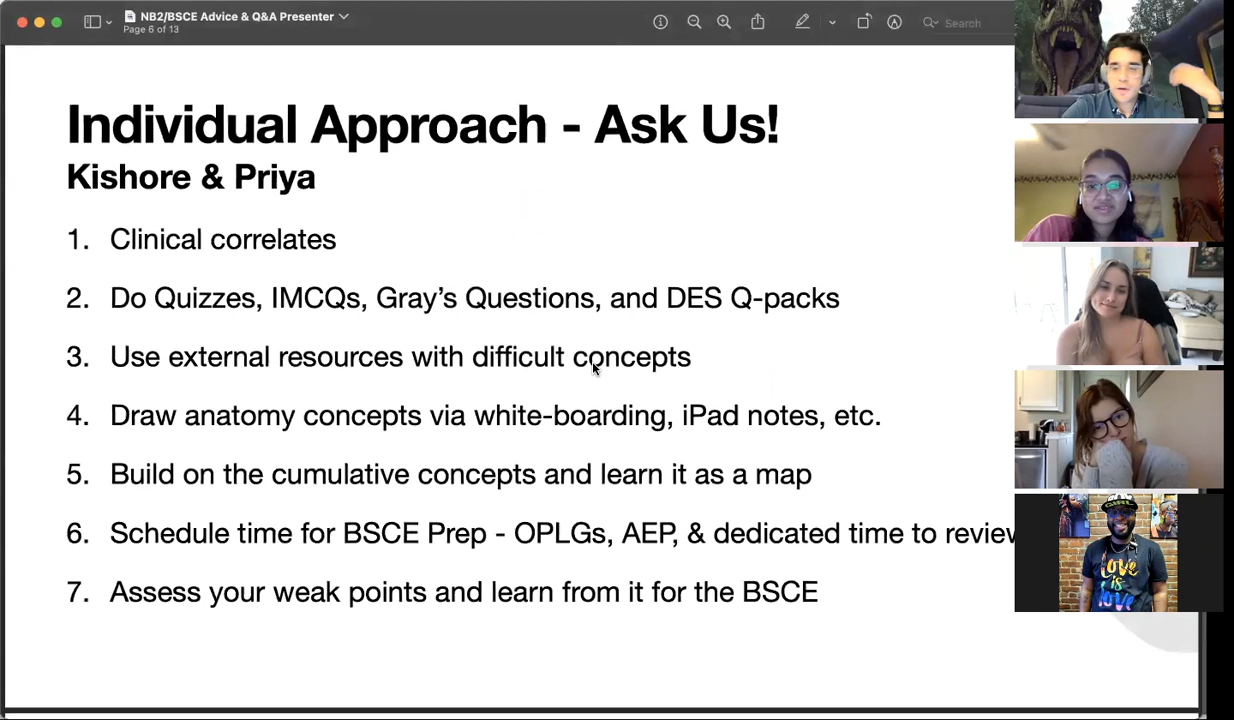 NB2/BSCE Advice & Q&A Presenter
Page 6 of 13
Search
Individual Approach - Ask Us!
Kishore & Priya
1. Clinical correlates
2. Do Quizzes, IMCQs, Gray's Questions, and DES Q-packs
3. Use external resources with difficult concepts
4. Draw anatomy concepts via white-boarding, iPad notes, etc.
5. Build on the cumulative concepts and learn it as a map
6. Schedule time for BSCE Prep - OPLGs, AEP, & dedicated time to review
7. Assess your weak points and learn from it for the BSCE
GIRL
LOVE
is
love